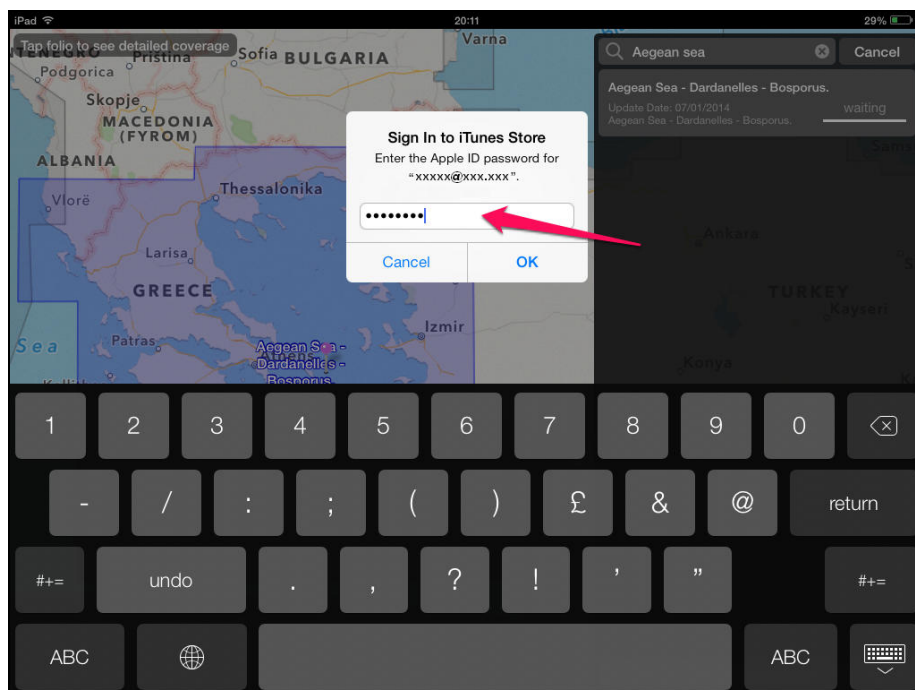 iPad
20:11
29%
Tap folio to see detailed coverage
Priština
Podgorica
Sofia BULGARIA
Varna
Skopje
MACEDONIA
(FYROM)
ALBANIA
Vlorë
Thessalonika
Larisa
GREECE
Sea
Patras
Izmir
Athens
Aegean Sea -
Dardanelles -
Bosporus
Aegean sea
Cancel
Aegean Sea - Dardanelles - Bosporus.
Update Date: 07/01/2014
Aegean Sea - Dardanelles - Bosporus.
waiting
Ankara
TURKEY
Kayseri
Konya
Sign In to iTunes Store
Enter the Apple ID password for
“xxxxx@xxx.xxx”.
••••••••
Cancel OK
1 2 3 4 5 6 7 8 9 0
- / : ; ( ) £ & @ return
#+= undo . , ? ! ' " #+=
ABC ABC